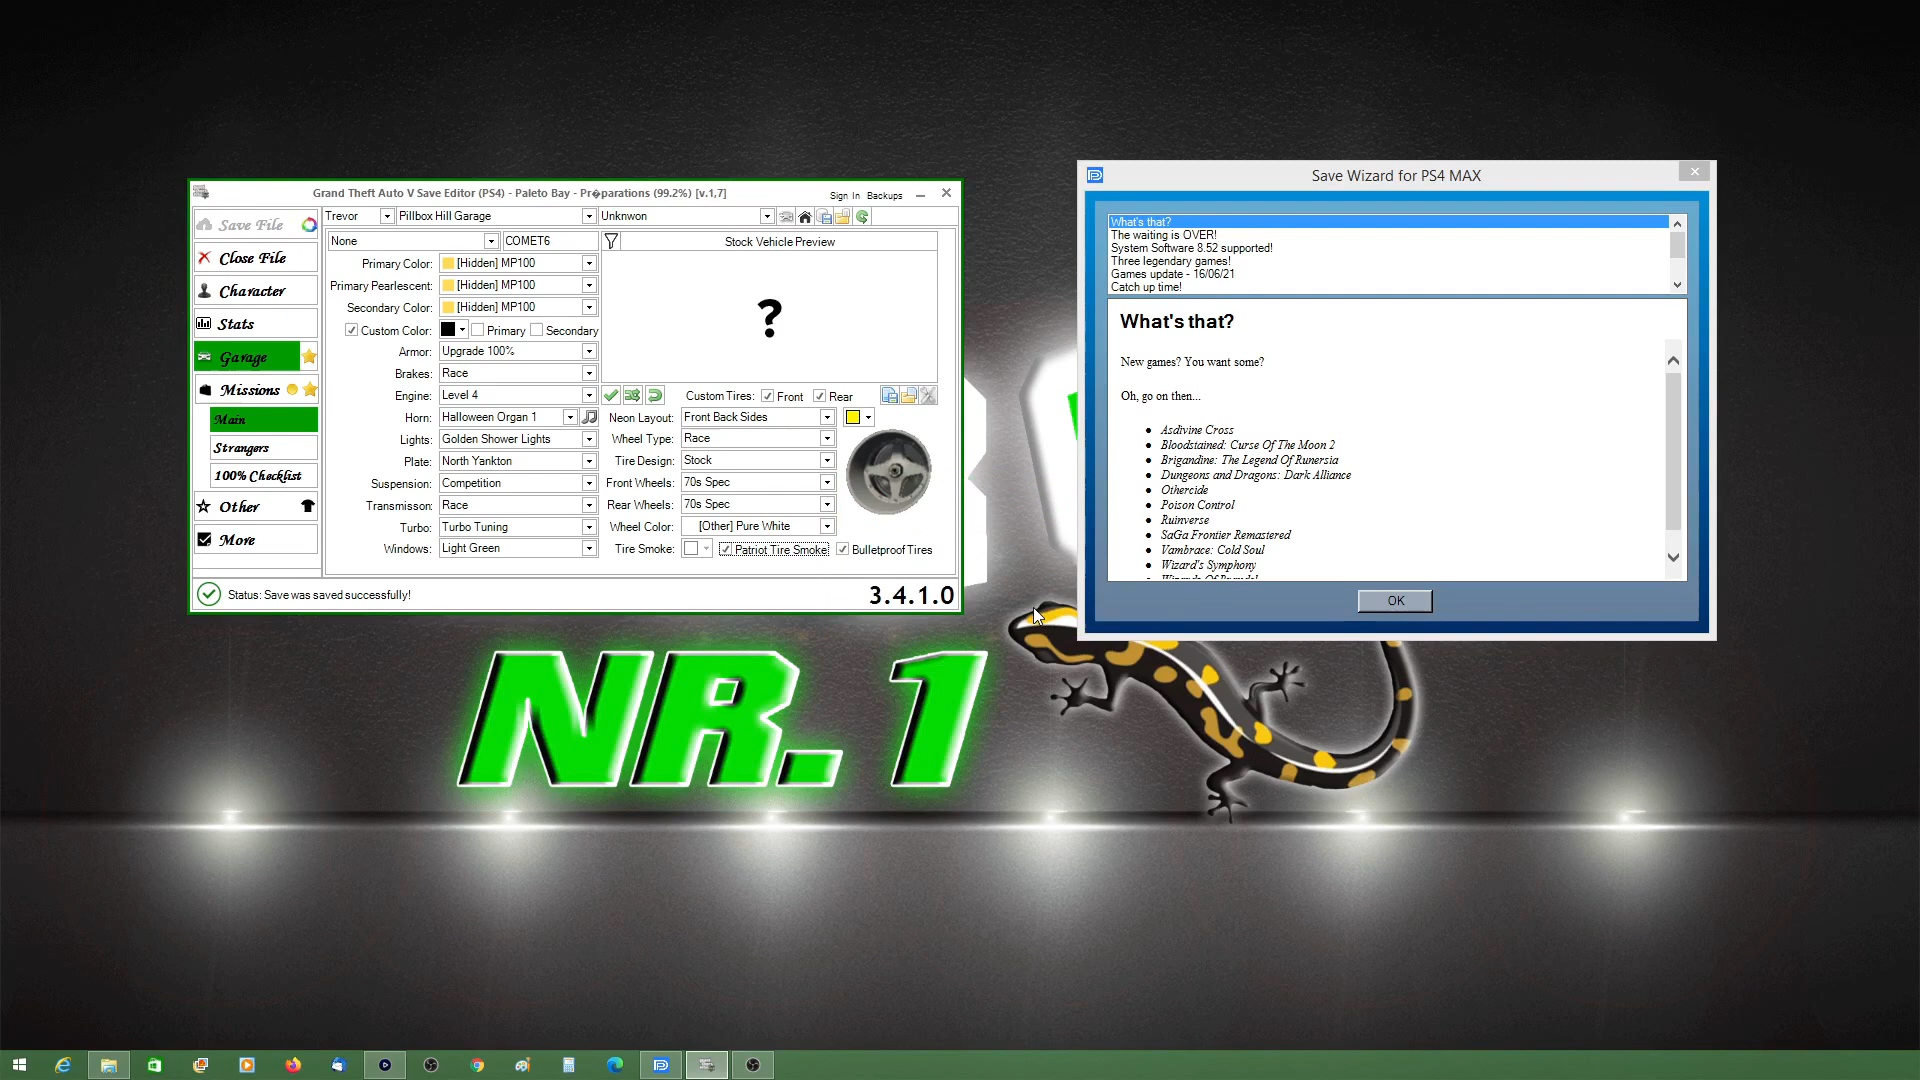 Grand Theft Auto V Save Editor (PS4) - Paleto Bay - Pr�parations (99.2%) [v.1,7]
Sign In Backups
Save File
Close File
Character
Stats
Garage
Missions
Main
Strangers
100% Checklist
Other
More
Trevor Pillbox Hill Garage Unknwon
None COMET6
Stock Vehicle Preview
?
Primary Color: [Hidden] MP100
Primary Pearlescent: [Hidden] MP100
Secondary Color: [Hidden] MP100
Custom Color: Primary Secondary
Armor: Upgrade 100%
Brakes: Race
Engine: Level 4
Horn: Halloween Organ 1
Lights: Golden Shower Lights
Plate: North Yankton
Suspension: Competition
Transmisson: Race
Turbo: Turbo Tuning
Windows: Light Green
Custom Tires: Front Rear
Neon Layout: Front Back Sides
Wheel Type: Race
Tire Design: Stock
Front Wheels: 70s Spec
Rear Wheels: 70s Spec
Wheel Color: [Other] Pure White
Tire Smoke: Patriot Tire Smoke Bulletproof Tires
Status: Save was saved successfully!
3.4.1.0
Save Wizard for PS4 MAX
What's that?
The waiting is OVER!
System Software 8.52 supported!
Three legendary games!
Games update - 16/06/21
Catch up time!
What's that?
New games? You want some?
Oh, go on then...
Asdivine Cross
Bloodstained: Curse Of The Moon 2
Brigandine: The Legend Of Runersia
Dungeons and Dragons: Dark Alliance
Othercide
Poison Control
Ruinverse
SaGa Frontier Remastered
Vambrace: Cold Soul
Wizard's Symphony
OK
NR.1